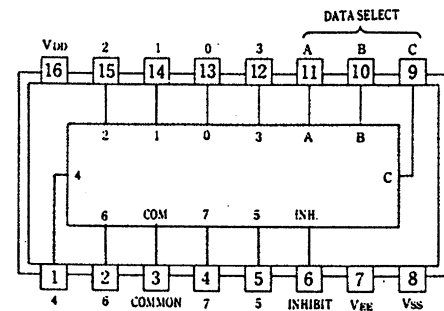 DATA SELECT
VDD 2 1 0 3 A B C
16 15 14 13 12 11 10 9
2 1 0 3 A B
4 C
6 COM 7 5 INH.
1 2 3 4 5 6 7 8
4 6 COMMON 7 5 INHIBIT VEE VSS